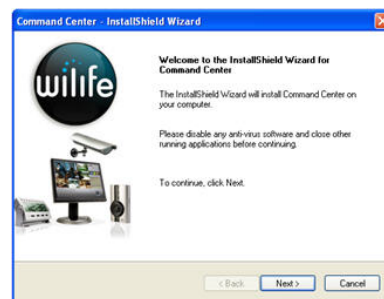 Command Center - InstallShield Wizard
wilife
Welcome to the InstallShield Wizard for
Command Center
The InstallShield Wizard will install Command Center on
your computer.
Please disable any anti-virus software and close other
running applications before continuing.
To continue, click Next.
< Back
Next >
Cancel